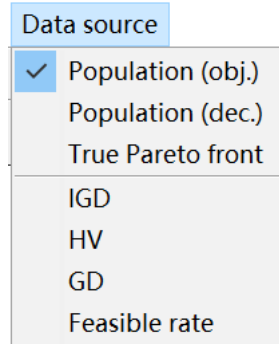 Data source
Population (obj.)
Population (dec.)
True Pareto front
IGD
HV
GD
Feasible rate